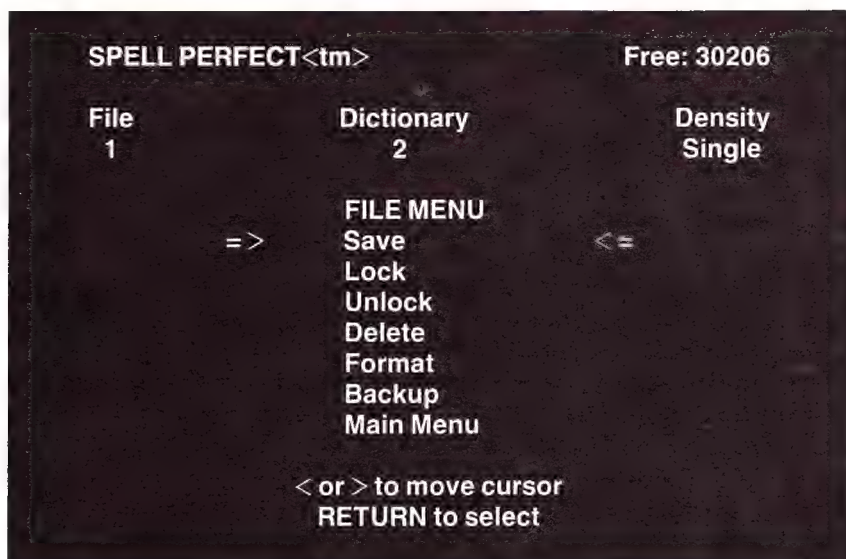 SPELL PERFECT<tm> Free: 30206
File Dictionary Density
1 2 Single
FILE MENU
=> Save <=
Lock
Unlock
Delete
Format
Backup
Main Menu
< or > to move cursor
RETURN to select